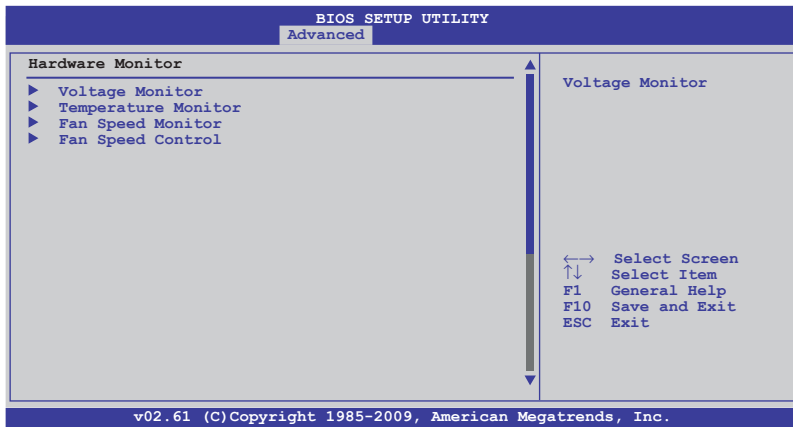 BIOS SETUP UTILITY
Advanced
Hardware Monitor
▶ Voltage Monitor
▶ Temperature Monitor
▶ Fan Speed Monitor
▶ Fan Speed Control
Voltage Monitor
←→ Select Screen
↑↓ Select Item
F1 General Help
F10 Save and Exit
ESC Exit
v02.61 (C)Copyright 1985-2009, American Megatrends, Inc.